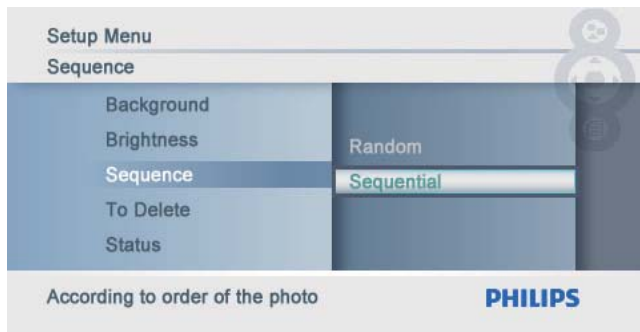 Setup Menu
Sequence
Background
Brightness
Sequence
To Delete
Status
Random
Sequential
According to order of the photo
PHILIPS